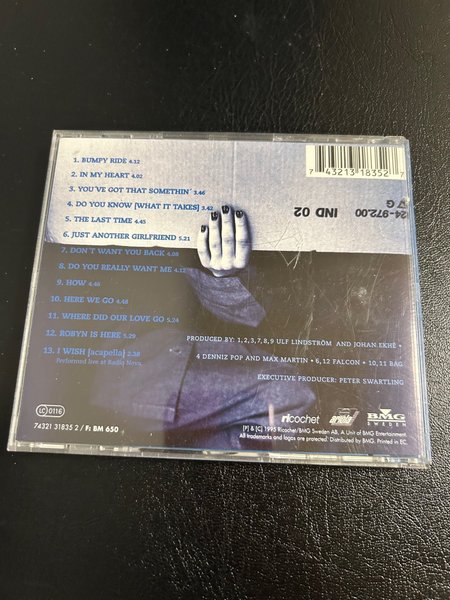 1. BUMPY RIDE 4.12
2. IN MY HEART 4.02
3. YOU'VE GOT THAT SOMETHIN' 3.46
4. DO YOU KNOW [WHAT IT TAKES] 3.42
5. THE LAST TIME 4.45
6. JUST ANOTHER GIRLFRIEND 5.21
7. DON'T WANT YOU BACK 4.08
8. DO YOU REALLY WANT ME 4.12
9. HOW 4.46
10. HERE WE GO 4.48
11. WHERE DID OUR LOVE GO 5.24
12. ROBYN IS HERE 5.29
13. I WISH [acapella] 2.38
Performed live at Radio Nova.
7 43213 18352 7
24-972.00
G
IND 02
PRODUCED BY: 1, 2, 3, 7, 8, 9 ULF LINDSTRÖM AND JOHAN EKHÉ •
4 DENNIZ POP AND MAX MARTIN • 6, 12 FALCON • 10, 11 BAG
EXECUTIVE PRODUCER: PETER SWARTLING
LC 0116
74321 31835 2 / F: BM 650
ricochet
ariola
BMG
SWEDEN
[P] & [C] 1995 Ricochet/BMG Sweden AB, A Unit of BMG Entertainment.
All trademarks and logos are protected. Distributed by BMG. Printed in EC.